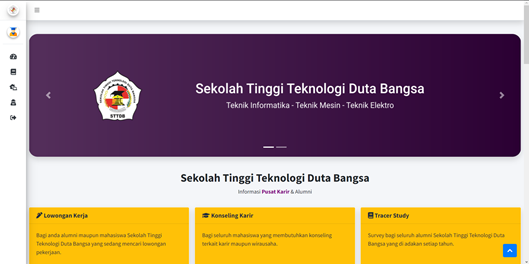 STTDB
Sekolah Tinggi Teknologi Duta Bangsa
Teknik Informatika - Teknik Mesin - Teknik Elektro
Sekolah Tinggi Teknologi Duta Bangsa
Informasi Pusat Karir & Alumni
Lowongan Kerja
Bagi anda alumni maupun mahasiswa Sekolah Tinggi
Teknologi Duta Bangsa yang sedang mencari lowongan
pekerjaan.
Konseling Karir
Bagi seluruh mahasiswa yang membutuhkan konseling
terkait karir maupun wirausaha.
Tracer Study
Survey bagi seluruh alumni Sekolah Tinggi Teknologi Duta
Bangsa yang di adakan setiap tahun.